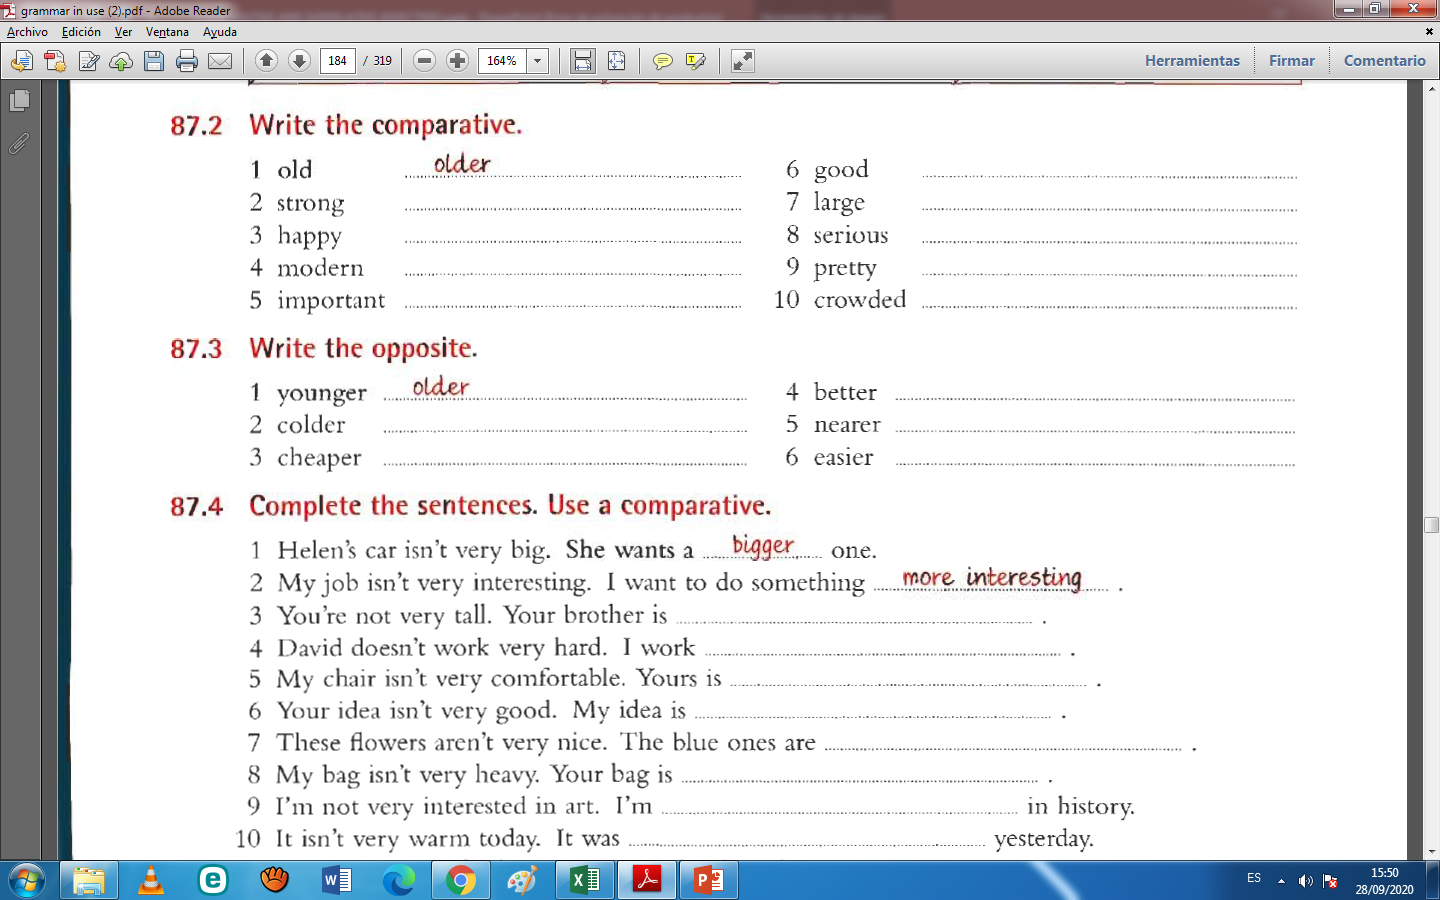 grammar in use (2).pdf - Adobe Reader
Archivo Edición Ver Ventana Ayuda
184 / 319 164% Herramientas Firmar Comentario
87.2 Write the comparative.
1 old older
2 strong
3 happy
4 modern
5 important
6 good
7 large
8 serious
9 pretty
10 crowded
87.3 Write the opposite.
1 younger older
2 colder
3 cheaper
4 better
5 nearer
6 easier
87.4 Complete the sentences. Use a comparative.
1 Helen's car isn't very big. She wants a bigger one.
2 My job isn't very interesting. I want to do something more interesting .
3 You're not very tall. Your brother is .
4 David doesn't work very hard. I work .
5 My chair isn't very comfortable. Yours is .
6 Your idea isn't very good. My idea is .
7 These flowers aren't very nice. The blue ones are .
8 My bag isn't very heavy. Your bag is .
9 I'm not very interested in art. I'm in history.
10 It isn't very warm today. It was yesterday.
ES 15:50
28/09/2020